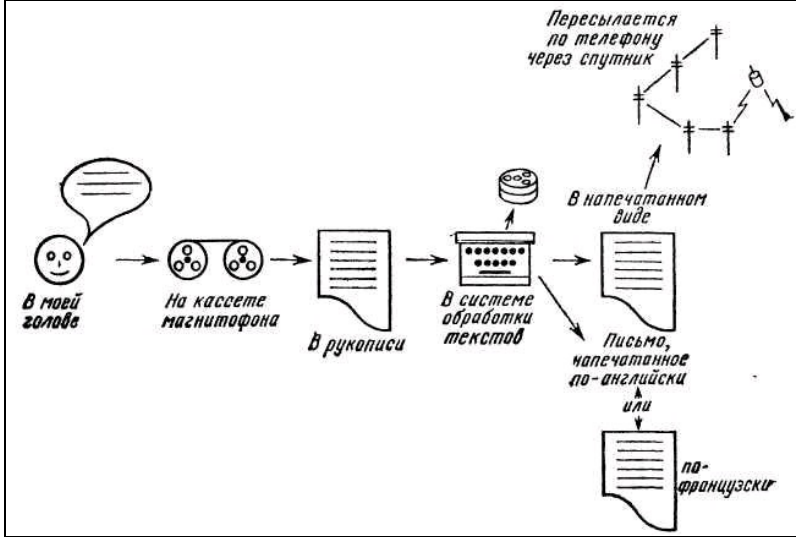 Пересылается
по телефону
через спутник
В моей
голове
На кассете
магнитофона
В рукописи
В системе
обработки
текстов
В напечатанном
виде
Письмо,
напечатанное
по-английски
или
по-
французски